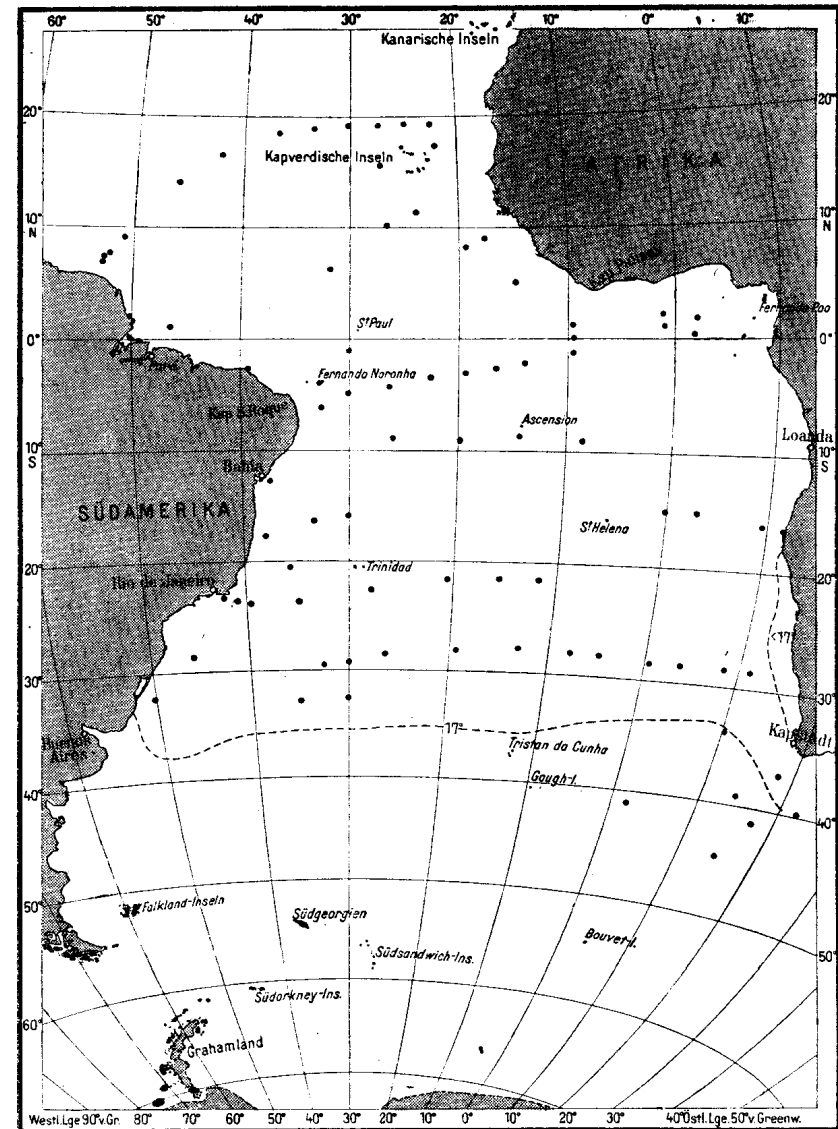 60° 50° 40° 30° 20° 10° 0° 10°
Kanarische Inseln
20° 20°
Kapverdische Inseln
AFRIKA
10° 10°
N N
Kap Palmas
Fernando Poo
St Paul
0° 0°
Para
Fernando Noronha
Kap S. Roque
Ascension
Loanda
10° 10°
S S
Bahia
SÜDAMERIKA
St Helena
Trinidad
20° 20°
Rio de Janeiro
<17°
30° 30°
17°
Kapstadt
Buenos
Aires
Tristan da Cunha
Gough-I.
40° 40°
Falkland-Inseln
Südgeorgien
50° 50°
Bouvet-I.
Südsandwich-Ins.
Südorkney-Ins.
60°
Grahamland
Westl. Lge 90° v. Gr. 80° 70° 60° 50° 40° 30° 20° 10° 0° 10° 20° 30° 40° Östl. Lge. 50° v. Greenw.